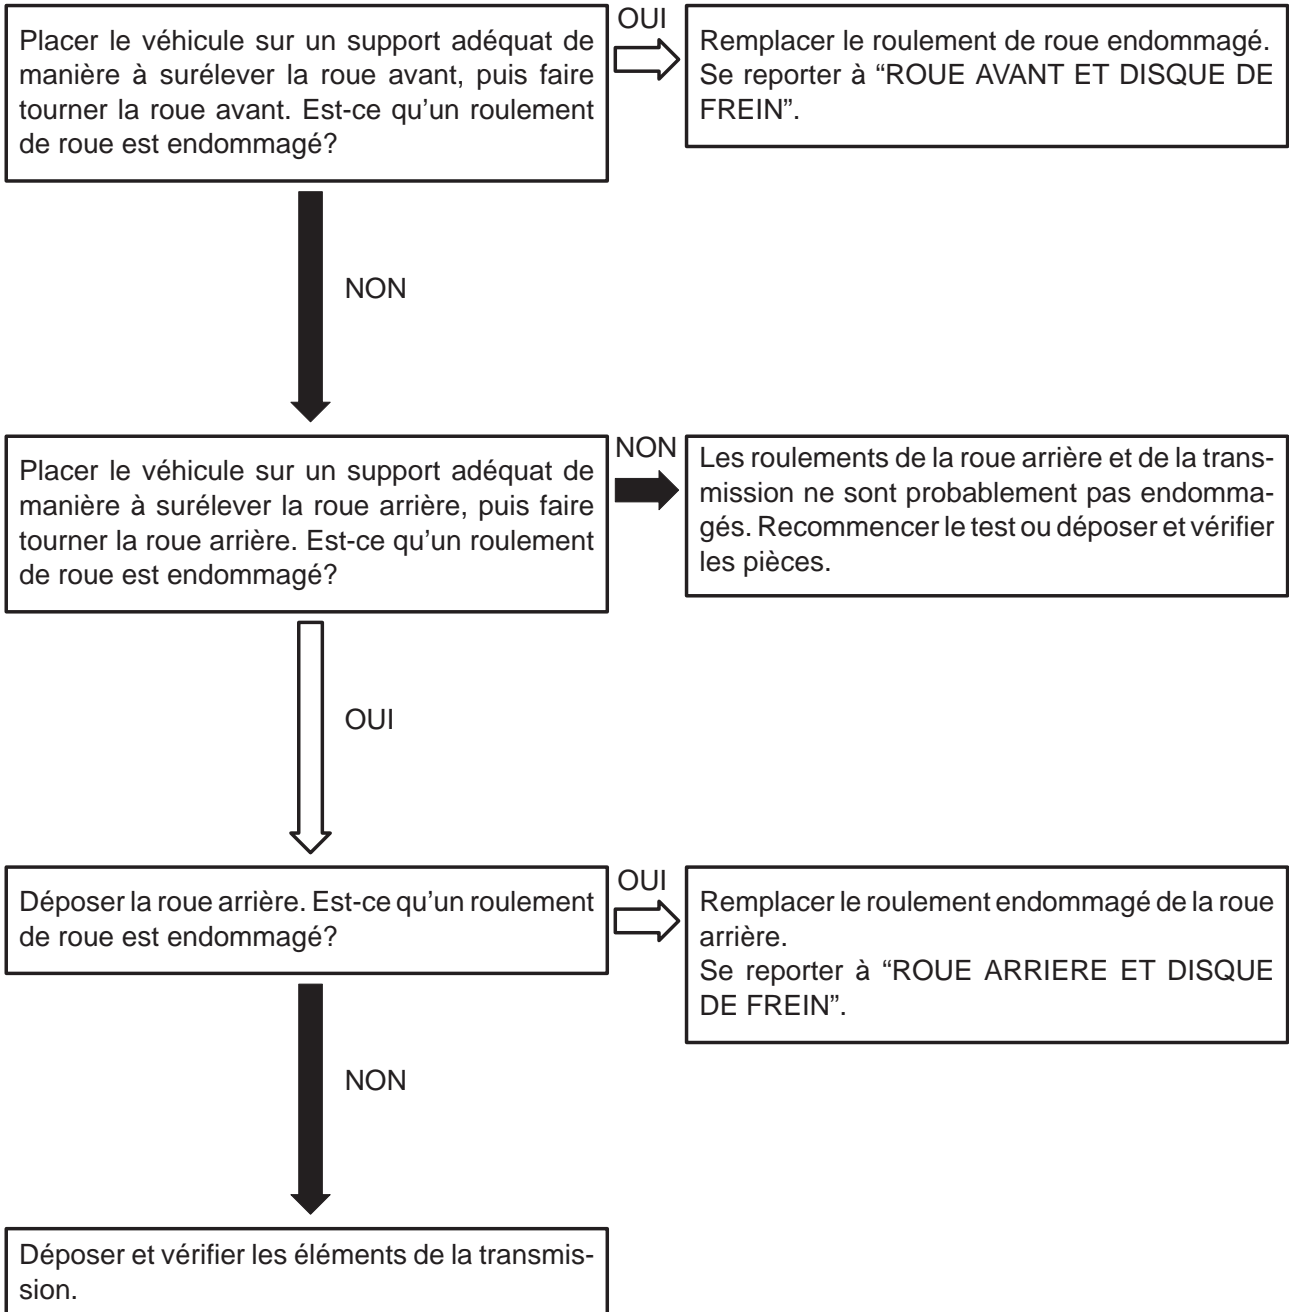 Placer le véhicule sur un support adéquat de
manière à surélever la roue avant, puis faire
tourner la roue avant. Est-ce qu’un roulement
de roue est endommagé?
OUI
Remplacer le roulement de roue endommagé.
Se reporter à “ROUE AVANT ET DISQUE DE
FREIN”.
NON
Placer le véhicule sur un support adéquat de
manière à surélever la roue arrière, puis faire
tourner la roue arrière. Est-ce qu’un roulement
de roue est endommagé?
NON
Les roulements de la roue arrière et de la trans-
mission ne sont probablement pas endomma-
gés. Recommencer le test ou déposer et vérifier
les pièces.
OUI
Déposer la roue arrière. Est-ce qu’un roulement
de roue est endommagé?
OUI
Remplacer le roulement endommagé de la roue
arrière.
Se reporter à “ROUE ARRIERE ET DISQUE
DE FREIN”.
NON
Déposer et vérifier les éléments de la transmis-
sion.